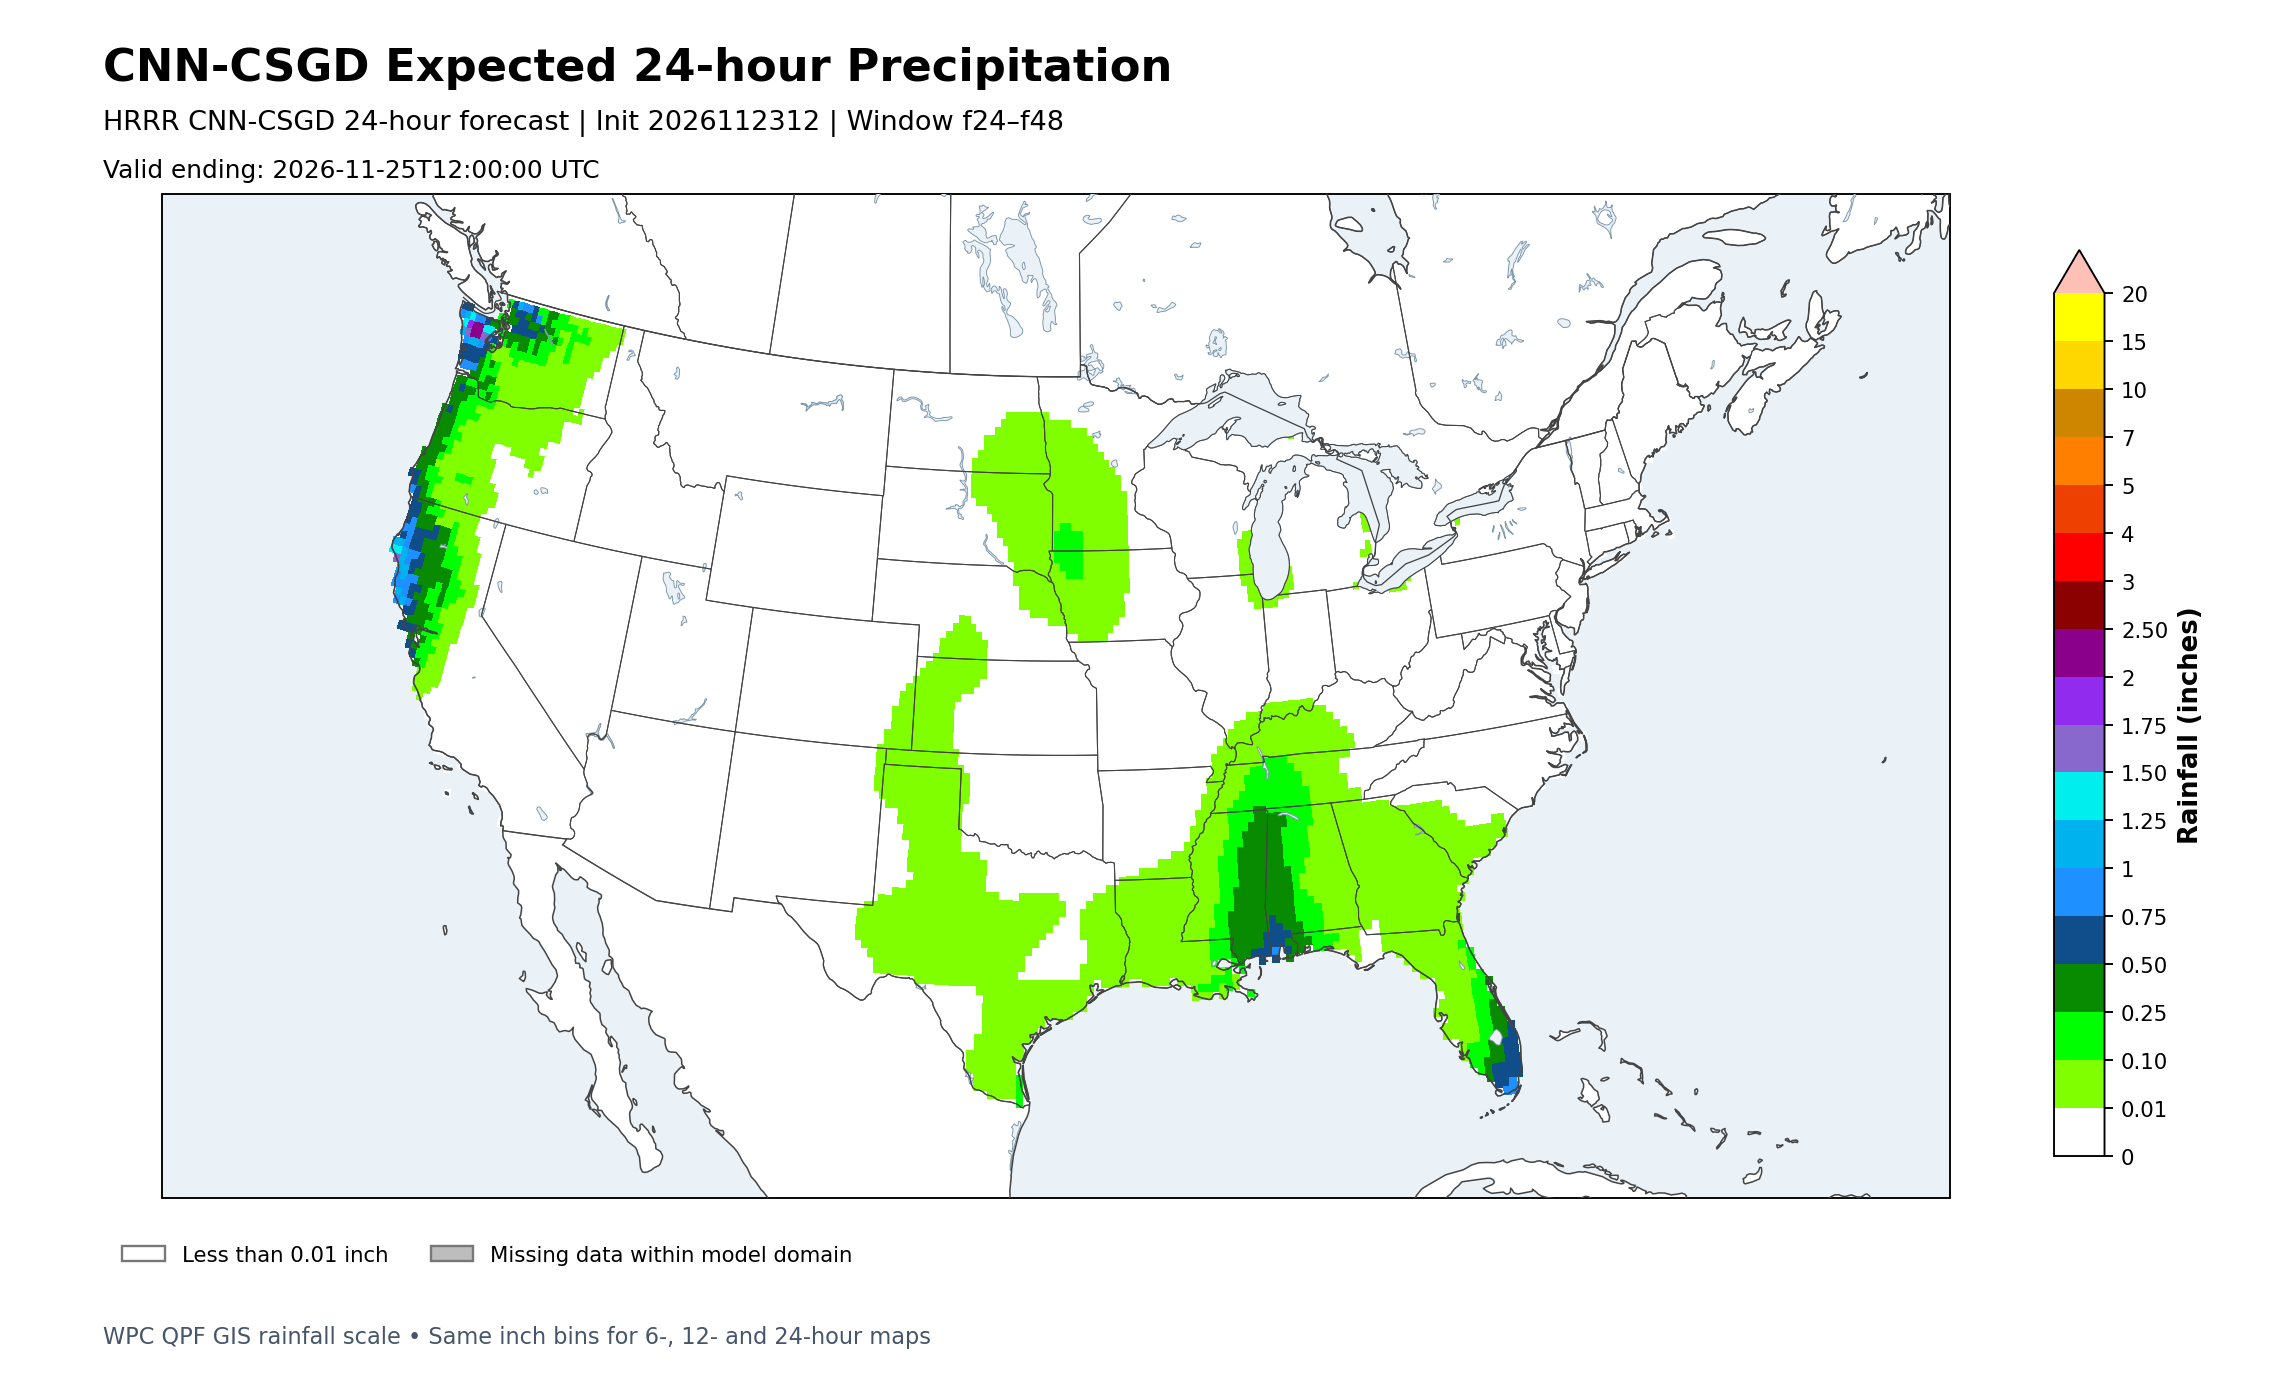 CNN-CSGD Expected 24-hour Precipitation
HRRR CNN-CSGD 24-hour forecast | Init 2026112312 | Window f24–f48
Valid ending: 2026-11-25T12:00:00 UTC
20
15
10
7
5
4
3
2.50
2
1.75
1.50
1.25
1
0.75
0.50
0.25
0.10
0.01
0
Rainfall (inches)
Less than 0.01 inch
Missing data within model domain
WPC QPF GIS rainfall scale • Same inch bins for 6-, 12- and 24-hour maps